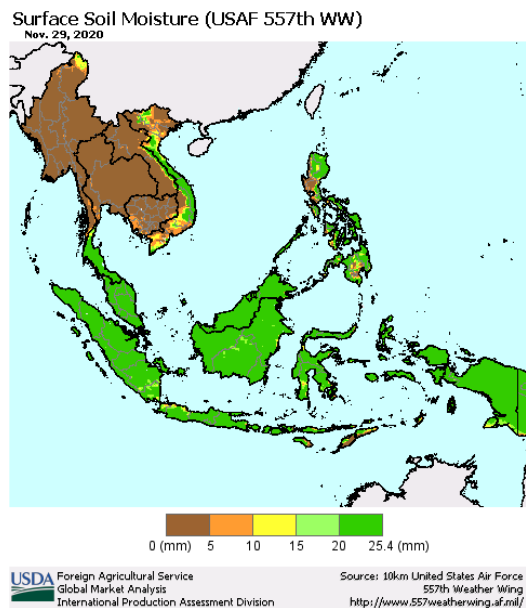 Surface Soil Moisture (USAF 557th WW)
Nov. 29, 2020
0 (mm) 5 10 15 20 25.4 (mm)
USDA Foreign Agricultural Service
Global Market Analysis
International Production Assessment Division
Source: 10km United States Air Force
557th Weather Wing
http://www.557weatherwing.af.mil/